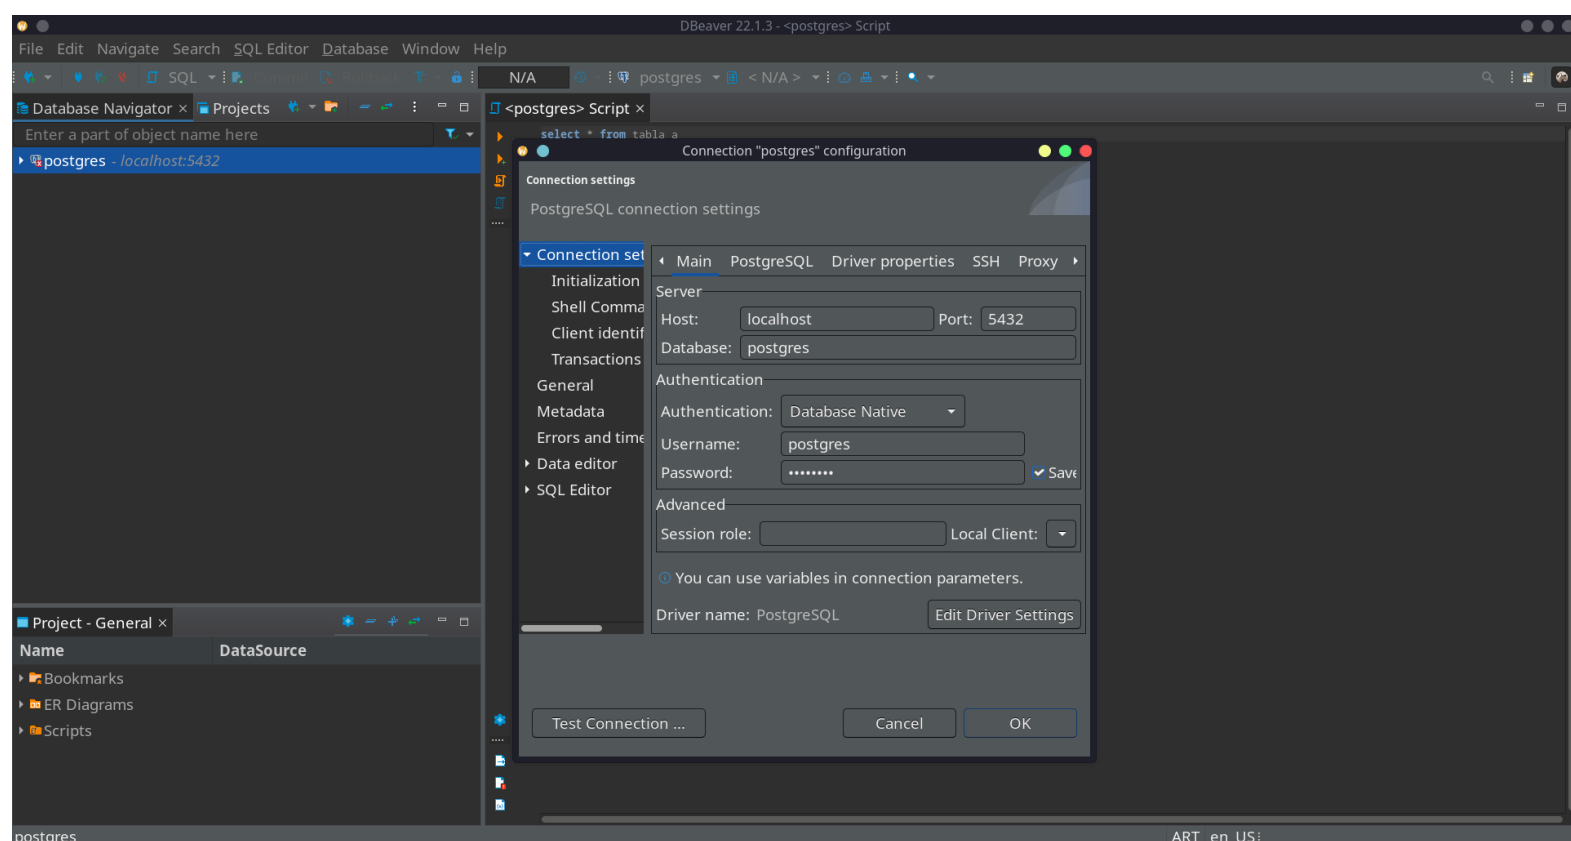 DBeaver 22.1.3 - <postgres> Script
File Edit Navigate Search SQL Editor Database Window Help
SQL Commit Rollback N/A postgres < N/A >
Database Navigator × Projects
<postgres> Script ×
Enter a part of object name here
postgres - localhost:5432
select * from tabla a
Connection "postgres" configuration
Connection settings
PostgreSQL connection settings
Connection set
Initialization
Shell Comma
Client identif
Transactions
General
Metadata
Errors and time
Data editor
SQL Editor
Main PostgreSQL Driver properties SSH Proxy
Server
Host: localhost Port: 5432
Database: postgres
Authentication
Authentication: Database Native
Username: postgres
Password: •••••••• Save
Advanced
Session role: Local Client:
You can use variables in connection parameters.
Driver name: PostgreSQL Edit Driver Settings
Test Connection ... Cancel OK
Project - General ×
Name DataSource
Bookmarks
ER Diagrams
Scripts
postgres
ART en_US